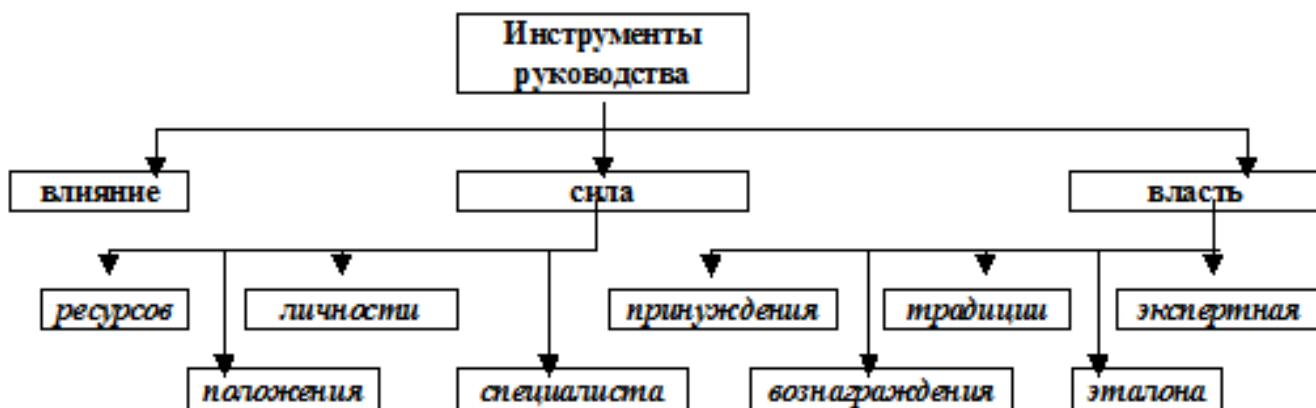 Инструменты
руководства
влияние
сила
власть
ресурсов
личности
принуждения
традиции
экспертная
положения
специалиста
вознаграждения
эталона